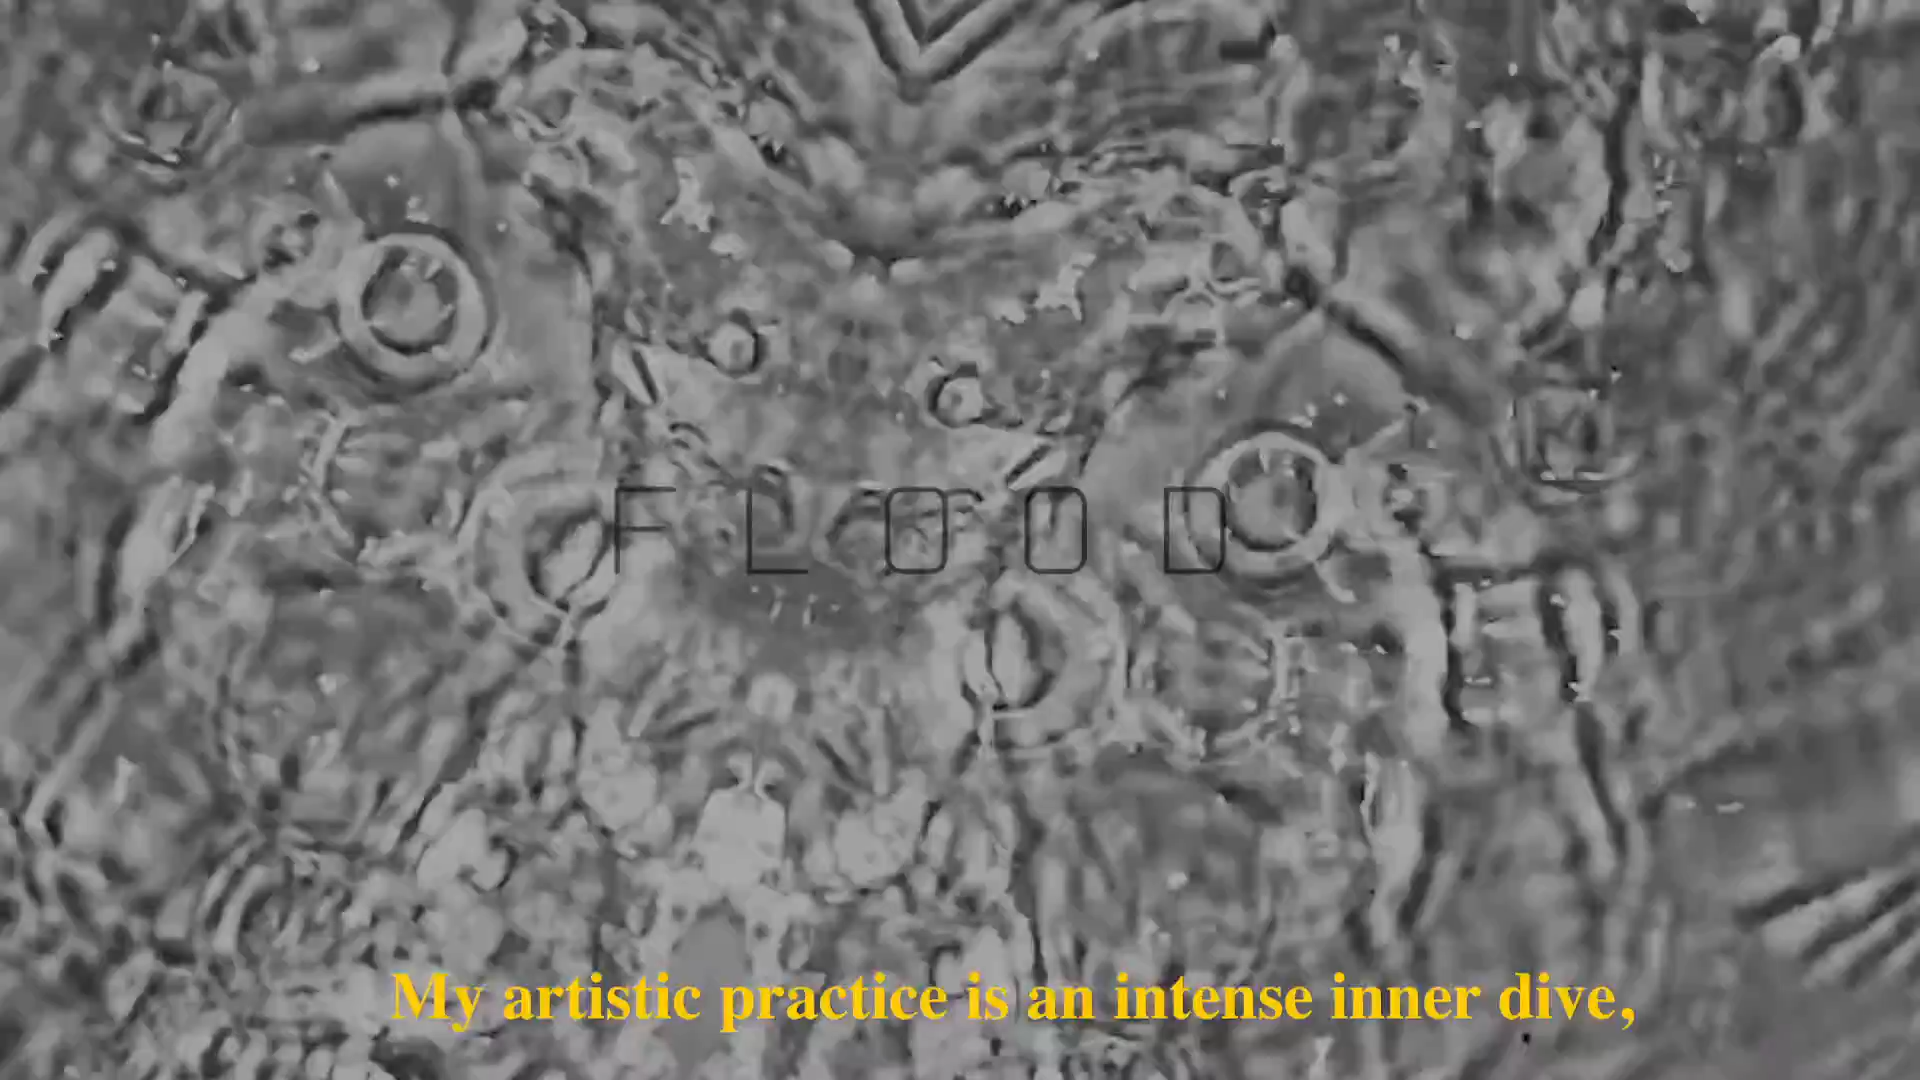 F L O O D
My artistic practice is an intense inner dive,